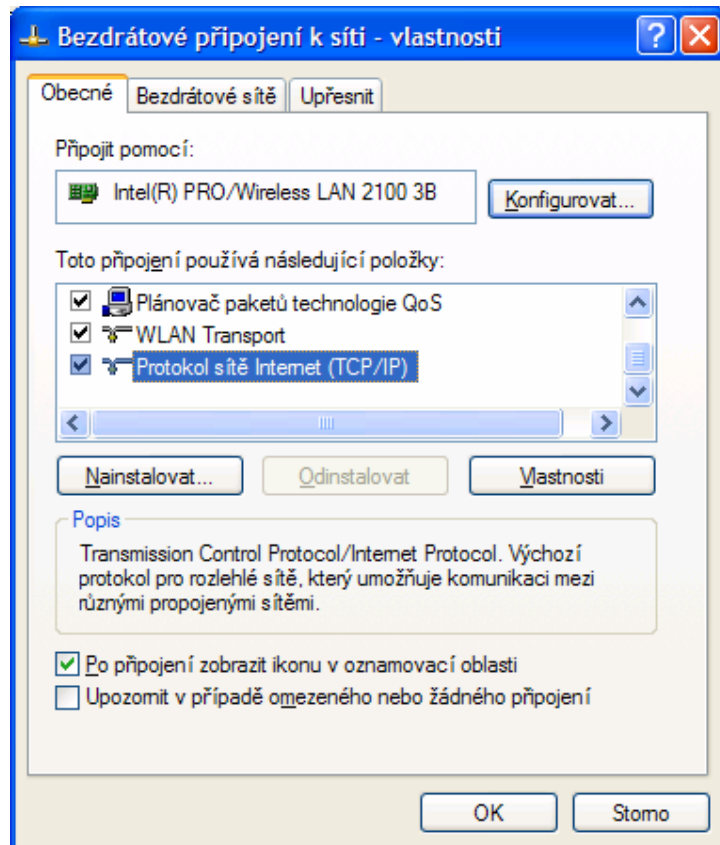 Bezdrátové připojení k síti - vlastnosti
Obecné Bezdrátové sítě Upřesnit
Připojit pomocí:
Intel(R) PRO/Wireless LAN 2100 3B Konfigurovat...
Toto připojení používá následující položky:
Plánovač paketů technologie QoS
WLAN Transport
Protokol sítě Internet (TCP/IP)
Nainstalovat... Odinstalovat Vlastnosti
Popis
Transmission Control Protocol/Internet Protocol. Výchozí
protokol pro rozlehlé sítě, který umožňuje komunikaci mezi
různými propojenými sítěmi.
Po připojení zobrazit ikonu v oznamovací oblasti
Upozornit v případě omezeného nebo žádného připojení
OK Storno